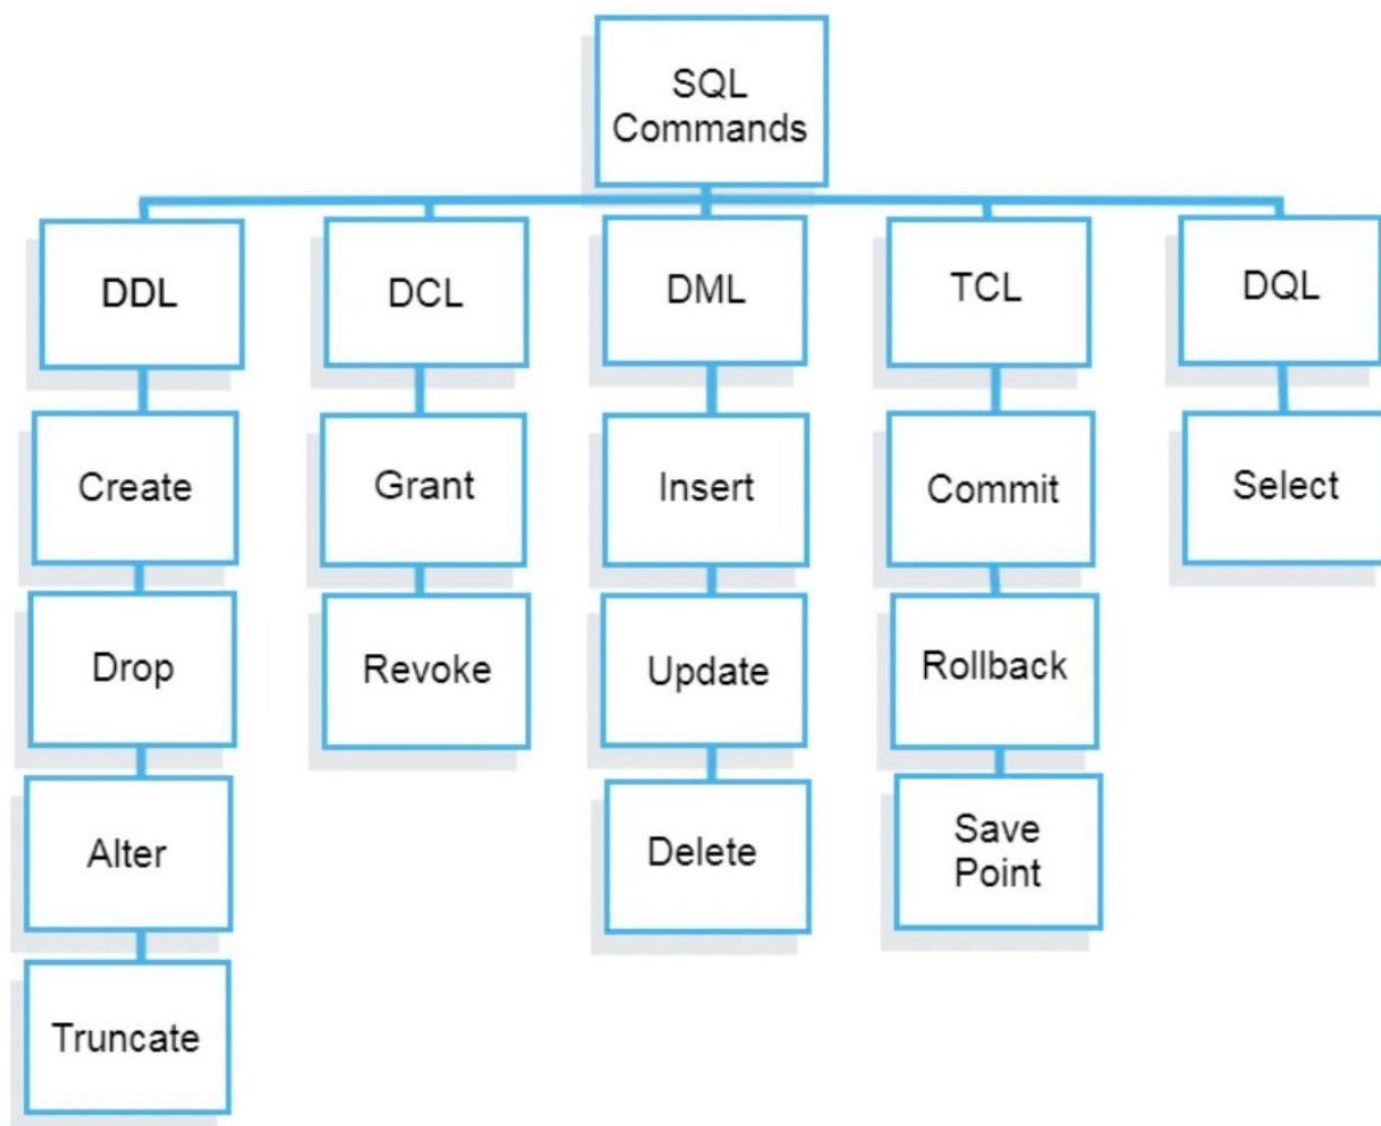 SQL
Commands
DDL
DCL
DML
TCL
DQL
Create
Grant
Insert
Commit
Select
Drop
Revoke
Update
Rollback
Alter
Delete
Save
Point
Truncate